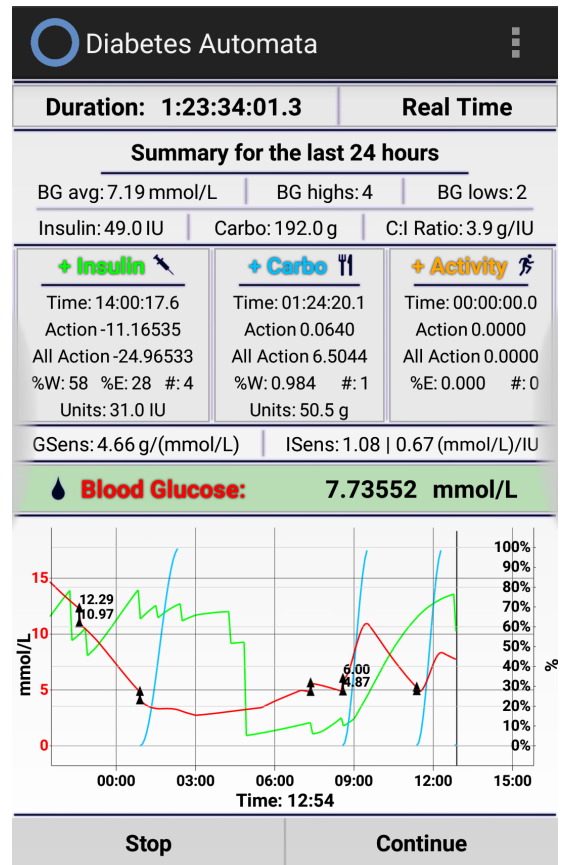 Diabetes Automata
Duration: 1:23:34:01.3 Real Time
Summary for the last 24 hours
BG avg: 7.19 mmol/L BG highs: 4 BG lows: 2
Insulin: 49.0 IU Carbo: 192.0 g C:I Ratio: 3.9 g/IU
+ Insulin + Carbo + Activity
Time: 14:00:17.6 Time: 01:24:20.1 Time: 00:00:00.0
Action -11.16535 Action 0.0640 Action 0.0000
All Action -24.96533 All Action 6.5044 All Action 0.0000
%W: 58 %E: 28 #: 4 %W: 0.984 #: 1 %E: 0.000 #: 0
Units: 31.0 IU Units: 50.5 g
GSens: 4.66 g/(mmol/L) ISens: 1.08 | 0.67 (mmol/L)/IU
Blood Glucose: 7.73552 mmol/L
100%
90%
15 80%
12.29 70%
10.97
10 60%
50%
mmol/L %
6.00 40%
5 4.87 30%
20%
10%
0 0%
00:00 03:00 06:00 09:00 12:00 15:00
Time: 12:54
Stop Continue